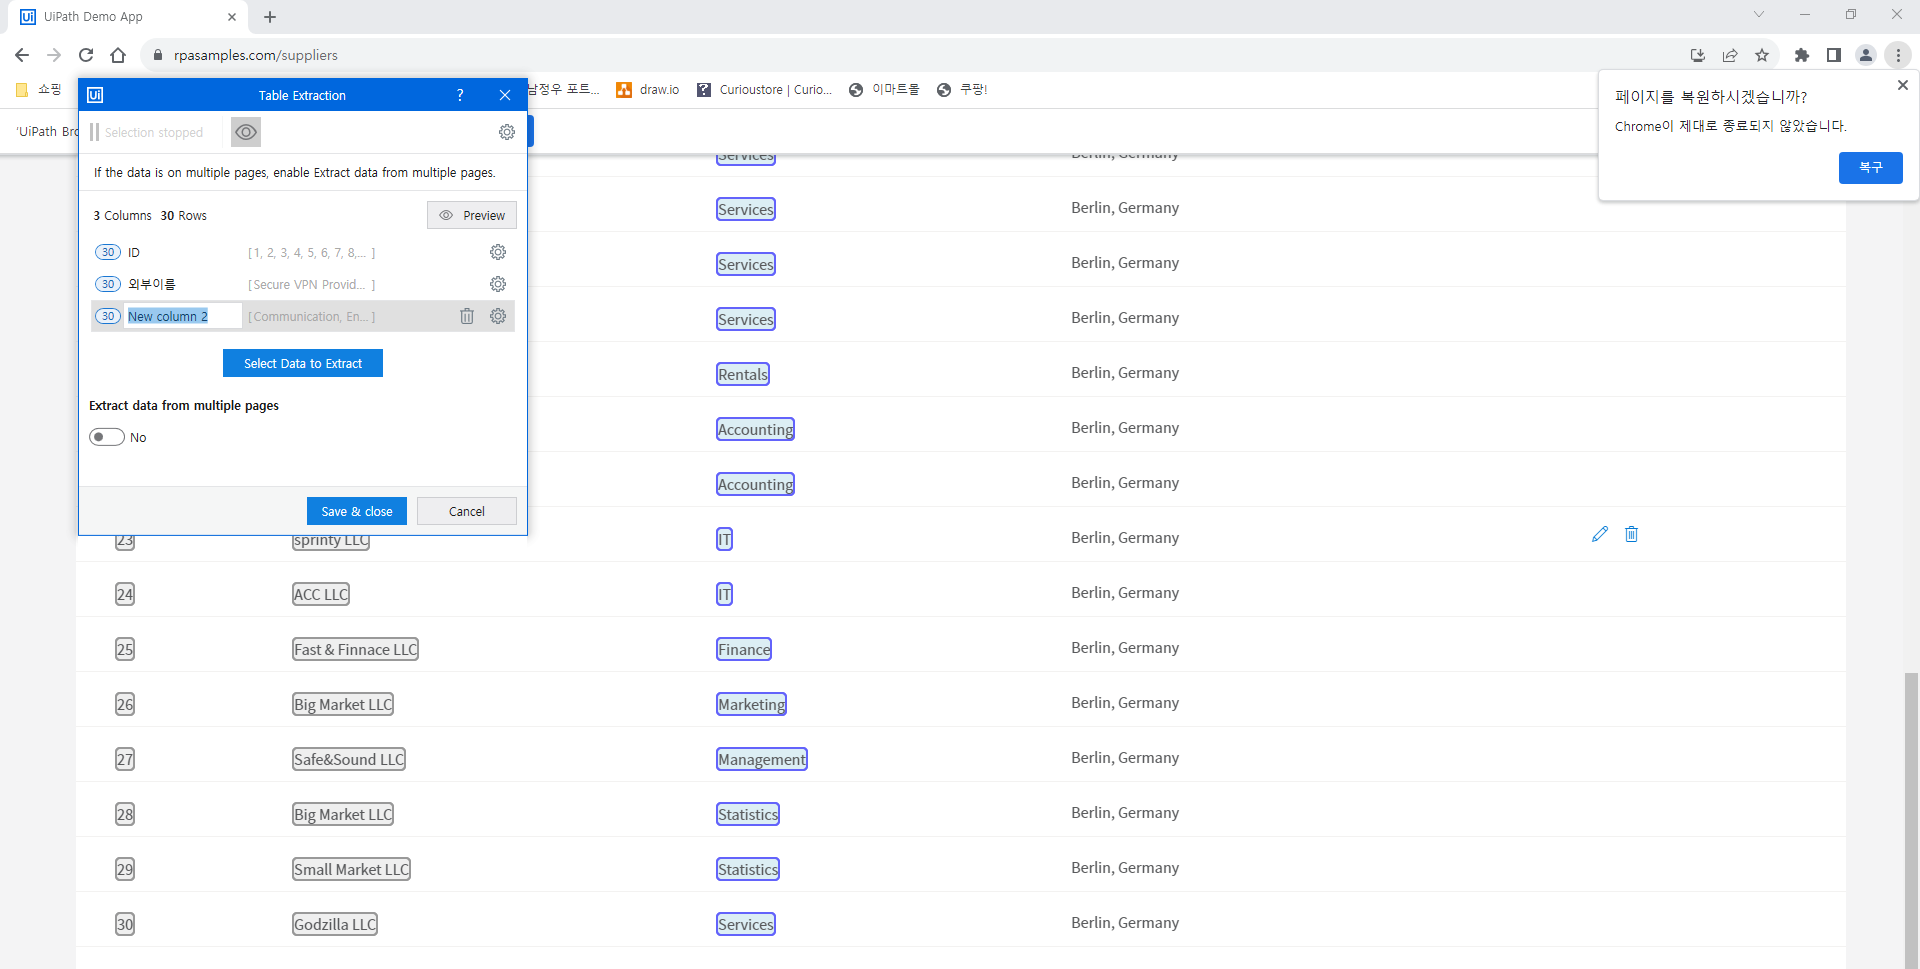 UiPath Demo App
rpasamples.com/suppliers
쇼핑
남정우 포트...
draw.io
Curioustore | Curio...
이마트몰
쿠팡!
페이지를 복원하시겠습니까?
Chrome이 제대로 종료되지 않았습니다.
복구
'UiPath Bro
Table Extraction
?
Selection stopped
If the data is on multiple pages, enable Extract data from multiple pages.
3 Columns 30 Rows
Preview
30 ID [ 1, 2, 3, 4, 5, 6, 7, 8,... ]
30 외부이름 [ Secure VPN Provid... ]
30 New column 2 [ Communication, En... ]
Select Data to Extract
Extract data from multiple pages
No
Save & close Cancel
Services Berlin, Germany
Services Berlin, Germany
Services Berlin, Germany
Services Berlin, Germany
Rentals Berlin, Germany
Accounting Berlin, Germany
Accounting Berlin, Germany
23 sprinty LLC IT Berlin, Germany
24 ACC LLC IT Berlin, Germany
25 Fast & Finnace LLC Finance Berlin, Germany
26 Big Market LLC Marketing Berlin, Germany
27 Safe&Sound LLC Management Berlin, Germany
28 Big Market LLC Statistics Berlin, Germany
29 Small Market LLC Statistics Berlin, Germany
30 Godzilla LLC Services Berlin, Germany